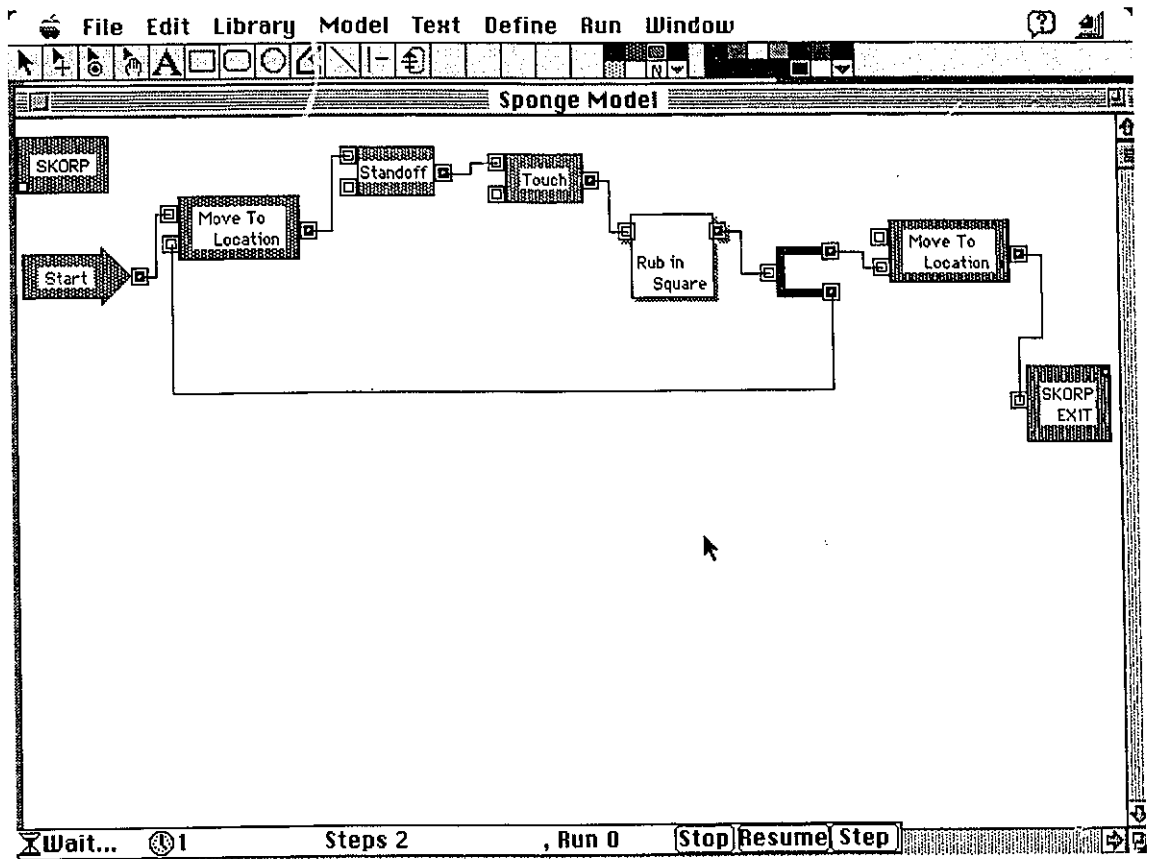 File Edit Library Model Text Define Run Window
A
N
Sponge Model
SKORP
Standoff
Touch
Move To
Location
Start
Rub in
Square
Move To
Location
SKORP
EXIT
Wait... 1 Steps 2 , Run 0 Stop Resume Step